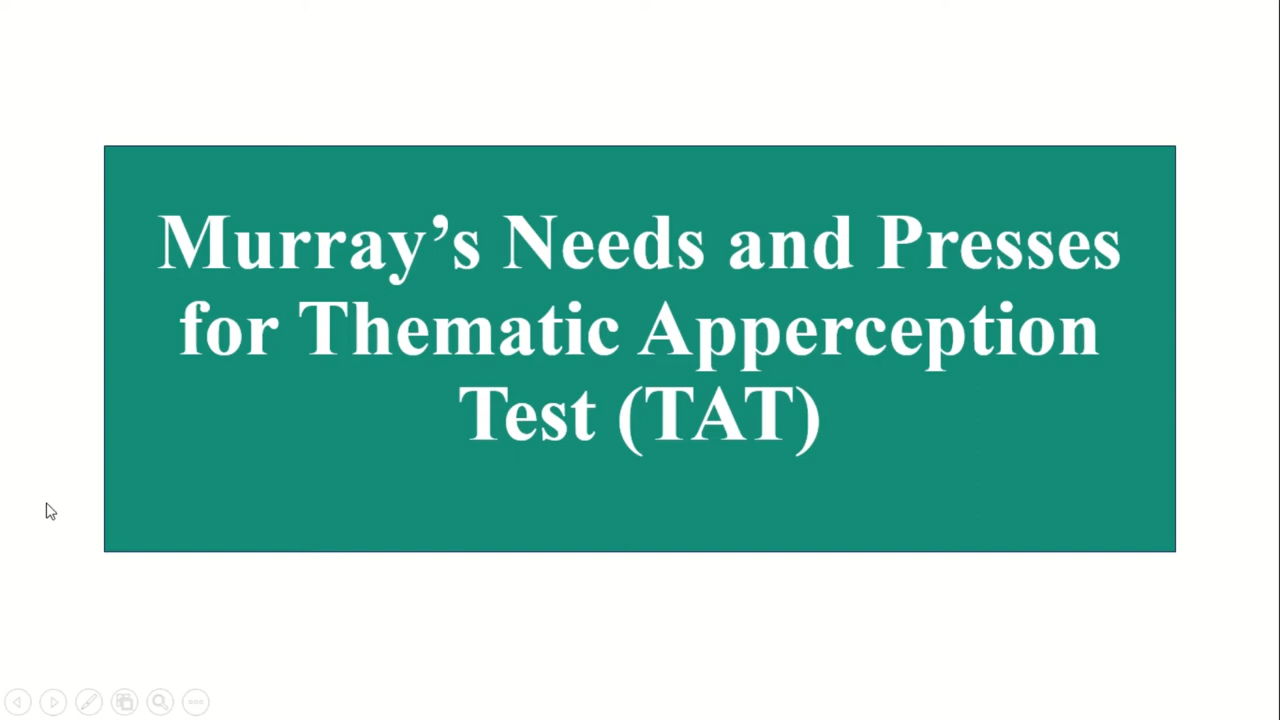 Murray’s Needs and Presses
for Thematic Apperception
Test (TAT)